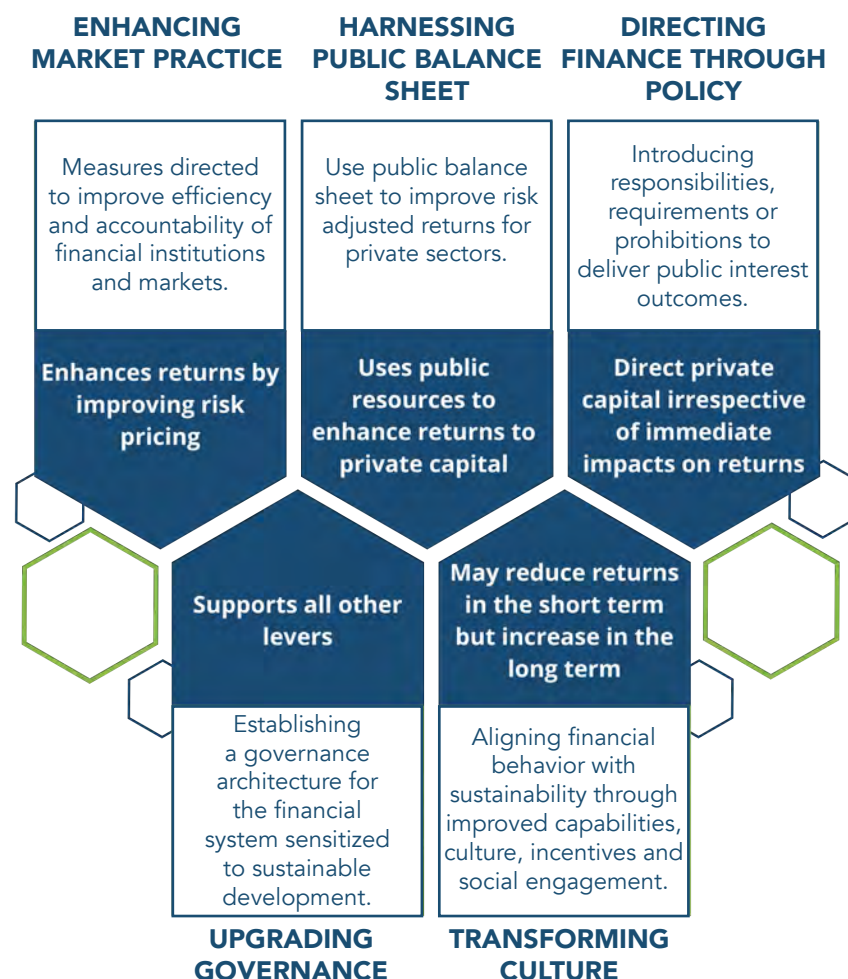 ENHANCING
MARKET PRACTICE
HARNESSING
PUBLIC BALANCE
SHEET
DIRECTING
FINANCE THROUGH
POLICY
Measures directed
to improve efficiency
and accountability of
financial institutions
and markets.
Use public balance
sheet to improve risk
adjusted returns for
private sectors.
Introducing
responsibilities,
requirements or
prohibitions to
deliver public interest
outcomes.
Enhances returns by
improving risk
pricing
Uses public
resources to
enhance returns to
private capital
Direct private
capital irrespective
of immediate
impacts on returns
Supports all other
levers
May reduce returns
in the short term
but increase in the
long term
Establishing
a governance
architecture for
the financial
system sensitized
to sustainable
development.
Aligning financial
behavior with
sustainability through
improved capabilities,
culture, incentives and
social engagement.
UPGRADING
GOVERNANCE
TRANSFORMING
CULTURE